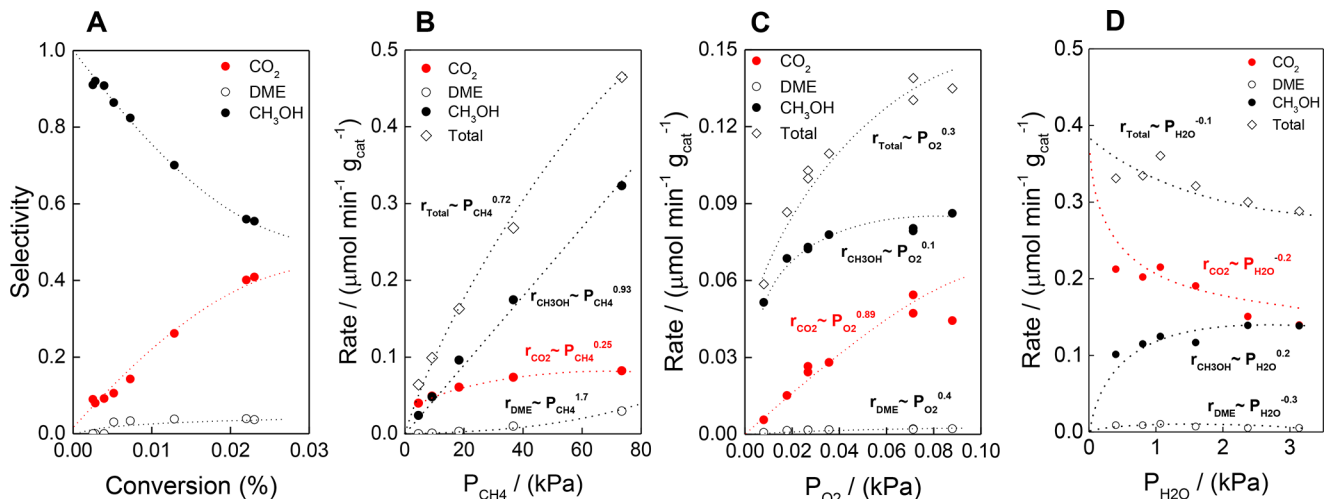 A
B
C
D
Selectivity
1.0
0.8
0.6
0.4
0.2
0.0
CO2
DME
CH3OH
0.00
0.01
0.02
0.03
Conversion (%)
Rate / (μmol min⁻¹ gcat⁻¹)
0.5
0.4
0.3
0.2
0.1
0.0
CO2
DME
CH3OH
Total
rTotal~ PCH4^0.72
rCH3OH~ PCH4^0.93
rCO2~ PCH4^0.25
rDME~ PCH4^1.7
0
20
40
60
80
PCH4 / (kPa)
Rate / (μmol min⁻¹ gcat⁻¹)
0.15
0.12
0.09
0.06
0.03
0.00
CO2
DME
CH3OH
Total
rTotal~ PO2^0.3
rCH3OH~ PO2^0.1
rCO2~ PO2^0.89
rDME~ PO2^0.4
0.00
0.02
0.04
0.06
0.08
0.10
PO2 / (kPa)
Rate / (μmol min⁻¹ gcat⁻¹)
0.5
0.4
0.3
0.2
0.1
0.0
CO2
DME
CH3OH
Total
rTotal~ PH2O^-0.1
rCO2~ PH2O^-0.2
rCH3OH~ PH2O^0.2
rDME~ PH2O^-0.3
0
1
2
3
PH2O / (kPa)